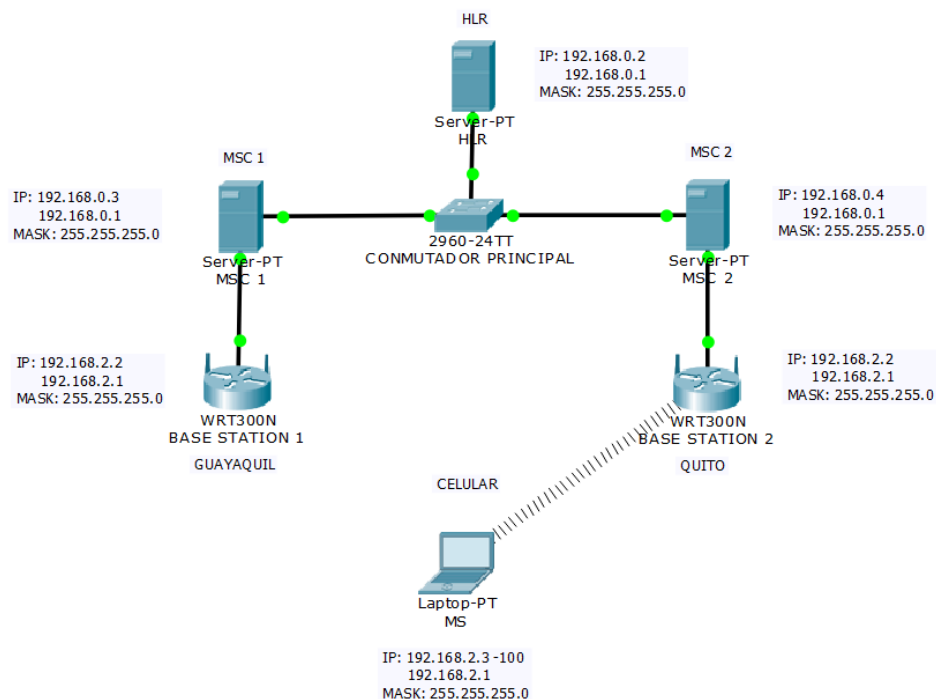 HLR
IP: 192.168.0.2
192.168.0.1
MASK: 255.255.255.0
Server-PT
HLR
MSC 1
MSC 2
IP: 192.168.0.3
192.168.0.1
MASK: 255.255.255.0
Server-PT
MSC 1
2960-24TT
CONMUTADOR PRINCIPAL
Server-PT
MSC 2
IP: 192.168.0.4
192.168.0.1
MASK: 255.255.255.0
IP: 192.168.2.2
192.168.2.1
MASK: 255.255.255.0
WRT300N
BASE STATION 1
GUAYAQUIL
WRT300N
BASE STATION 2
QUITO
IP: 192.168.2.2
192.168.2.1
MASK: 255.255.255.0
CELULAR
Laptop-PT
MS
IP: 192.168.2.3 -100
192.168.2.1
MASK: 255.255.255.0